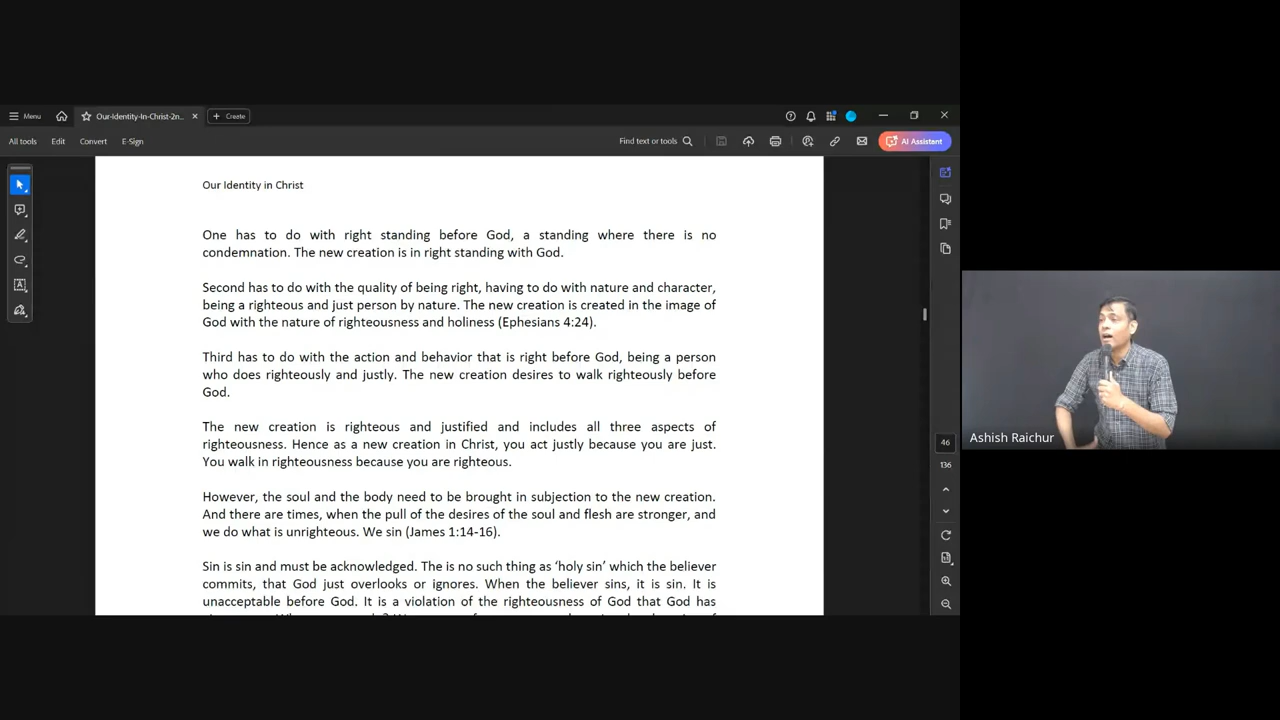 Menu
Our-Identity-In-Christ-2n...
Create
All tools
Edit
Convert
E-Sign
Find text or tools
AI Assistant
Our Identity in Christ
One has to do with right standing before God, a standing where there is no
condemnation. The new creation is in right standing with God.
Second has to do with the quality of being right, having to do with nature and character,
being a righteous and just person by nature. The new creation is created in the image of
God with the nature of righteousness and holiness (Ephesians 4:24).
Third has to do with the action and behavior that is right before God, being a person
who does righteously and justly. The new creation desires to walk righteously before
God.
The new creation is righteous and justified and includes all three aspects of
righteousness. Hence as a new creation in Christ, you act justly because you are just.
You walk in righteousness because you are righteous.
However, the soul and the body need to be brought in subjection to the new creation.
And there are times, when the pull of the desires of the soul and flesh are stronger, and
we do what is unrighteous. We sin (James 1:14-16).
Sin is sin and must be acknowledged. The is no such thing as ‘holy sin’ which the believer
commits, that God just overlooks or ignores. When the believer sins, it is sin. It is
unacceptable before God. It is a violation of the righteousness of God that God has
46
136
Ashish Raichur